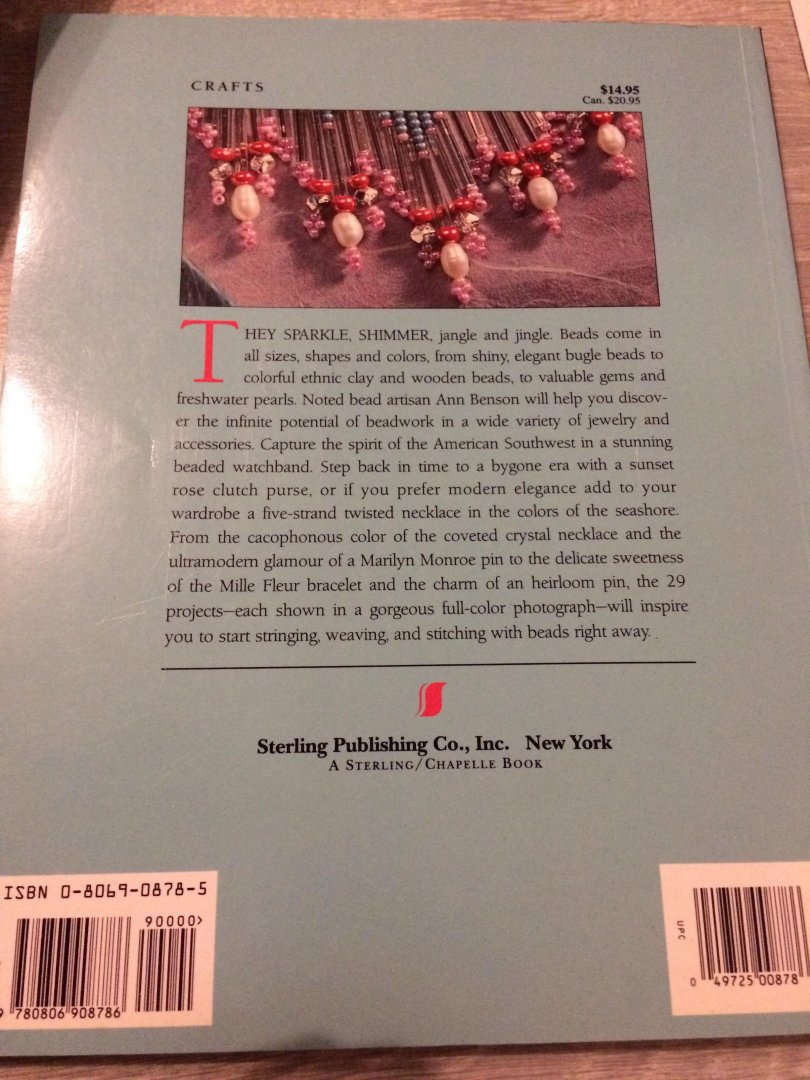 CRAFTS
$14.95
Can. $20.95
THEY SPARKLE, SHIMMER, jangle and jingle. Beads come in
all sizes, shapes and colors, from shiny, elegant bugle beads to
colorful ethnic clay and wooden beads, to valuable gems and
freshwater pearls. Noted bead artisan Ann Benson will help you discov-
er the infinite potential of beadwork in a wide variety of jewelry and
accessories. Capture the spirit of the American Southwest in a stunning
beaded watchband. Step back in time to a bygone era with a sunset
rose clutch purse, or if you prefer modern elegance add to your
wardrobe a five-strand twisted necklace in the colors of the seashore.
From the cacophonous color of the coveted crystal necklace and the
ultramodern glamour of a Marilyn Monroe pin to the delicate sweetness
of the Mille Fleur bracelet and the charm of an heirloom pin, the 29
projects—each shown in a gorgeous full-color photograph—will inspire
you to start stringing, weaving, and stitching with beads right away.
Sterling Publishing Co., Inc. New York
A STERLING/CHAPELLE BOOK
ISBN 0-8069-0878-5
90000>
9 780806 908786
UPC
0 49725 00878